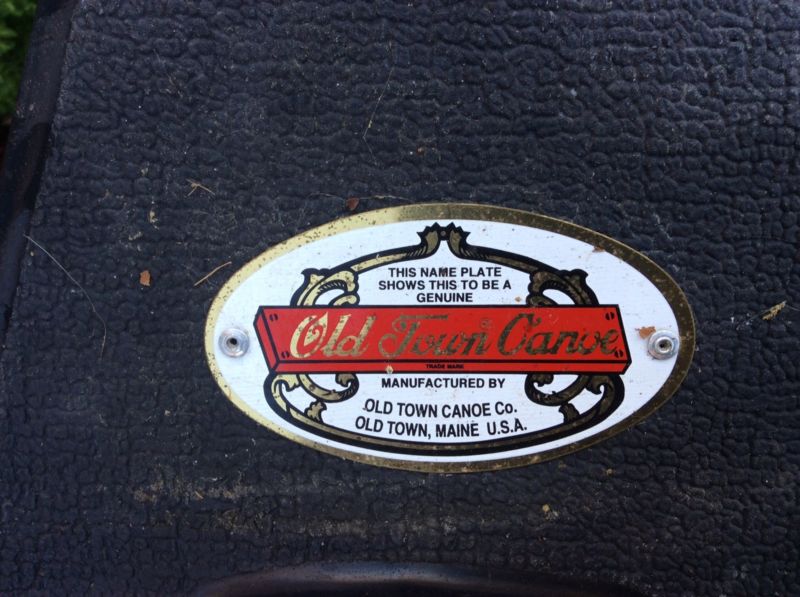 THIS NAME PLATE
SHOWS THIS TO BE A
GENUINE
Old Town Canoe
TRADE MARK
MANUFACTURED BY
OLD TOWN CANOE Co.
OLD TOWN, MAINE U.S.A.